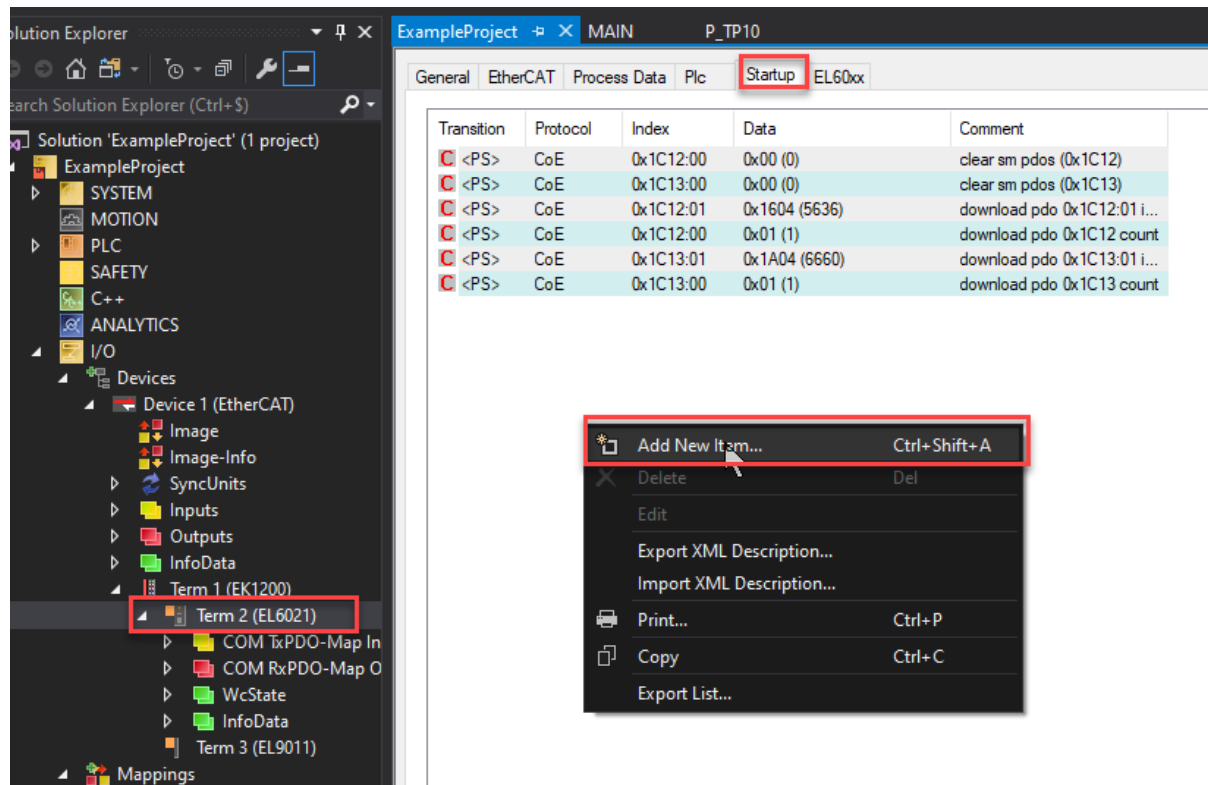 olution Explorer
earch Solution Explorer (Ctrl+$)
Solution 'ExampleProject' (1 project)
ExampleProject
SYSTEM
MOTION
PLC
SAFETY
C++
ANALYTICS
I/O
Devices
Device 1 (EtherCAT)
Image
Image-Info
SyncUnits
Inputs
Outputs
InfoData
Term 1 (EK1200)
Term 2 (EL6021)
COM TxPDO-Map In
COM RxPDO-Map O
WcState
InfoData
Term 3 (EL9011)
Mappings
ExampleProject MAIN P_TP10
General EtherCAT Process Data Plc Startup EL60xx
Transition Protocol Index Data Comment
C <PS> CoE 0x1C12:00 0x00 (0) clear sm pdos (0x1C12)
C <PS> CoE 0x1C13:00 0x00 (0) clear sm pdos (0x1C13)
C <PS> CoE 0x1C12:01 0x1604 (5636) download pdo 0x1C12:01 i...
C <PS> CoE 0x1C12:00 0x01 (1) download pdo 0x1C12 count
C <PS> CoE 0x1C13:01 0x1A04 (6660) download pdo 0x1C13:01 i...
C <PS> CoE 0x1C13:00 0x01 (1) download pdo 0x1C13 count
Add New Item... Ctrl+Shift+A
Delete Del
Edit
Export XML Description...
Import XML Description...
Print... Ctrl+P
Copy Ctrl+C
Export List...